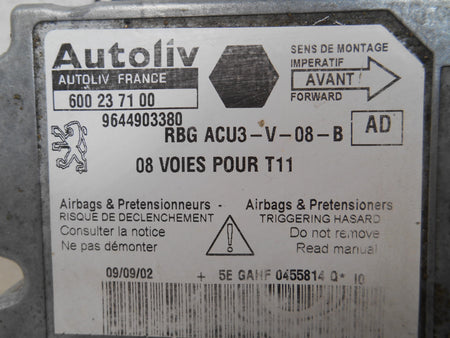 Autoliv
AUTOLIV FRANCE
600 23 71 00
9644903380
SENS DE MONTAGE
IMPERATIF
AVANT
FORWARD
RBG ACU3-V-08-B AD
08 VOIES POUR T11
Airbags & Pretensionneurs -
RISQUE DE DECLENCHEMENT
Consulter la notice
Ne pas démonter
Airbags & Pretensioners
TRIGGERING HASARD
Do not remove
Read manual
09/09/02 + 5E GAHF 0455814 Q* IO